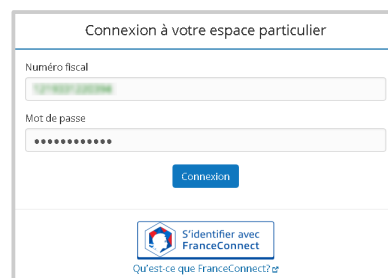 Connexion à votre espace particulier
Numéro fiscal
Mot de passe
••••••••••••
Connexion
S'identifier avec
FranceConnect
Qu'est-ce que FranceConnect?